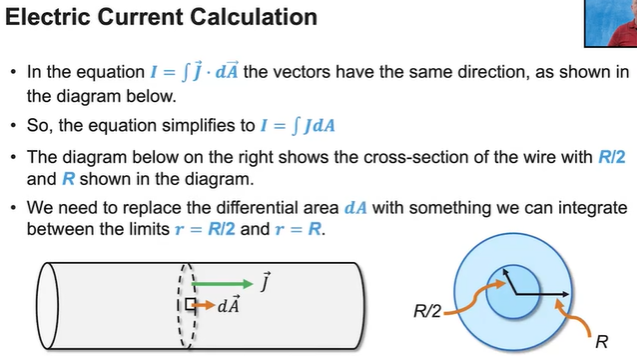 Electric Current Calculation
• In the equation I = ∫ J⃗ · dA⃗ the vectors have the same direction, as shown in
the diagram below.
• So, the equation simplifies to I = ∫ JdA
• The diagram below on the right shows the cross-section of the wire with R/2
and R shown in the diagram.
• We need to replace the differential area dA with something we can integrate
between the limits r = R/2 and r = R.
J⃗
dA⃗
R/2
R